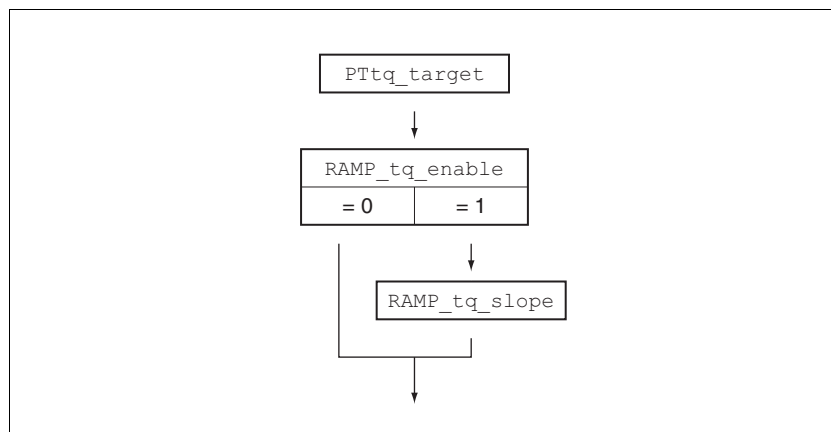 PTtq_target
RAMP_tq_enable
= 0 = 1
RAMP_tq_slope